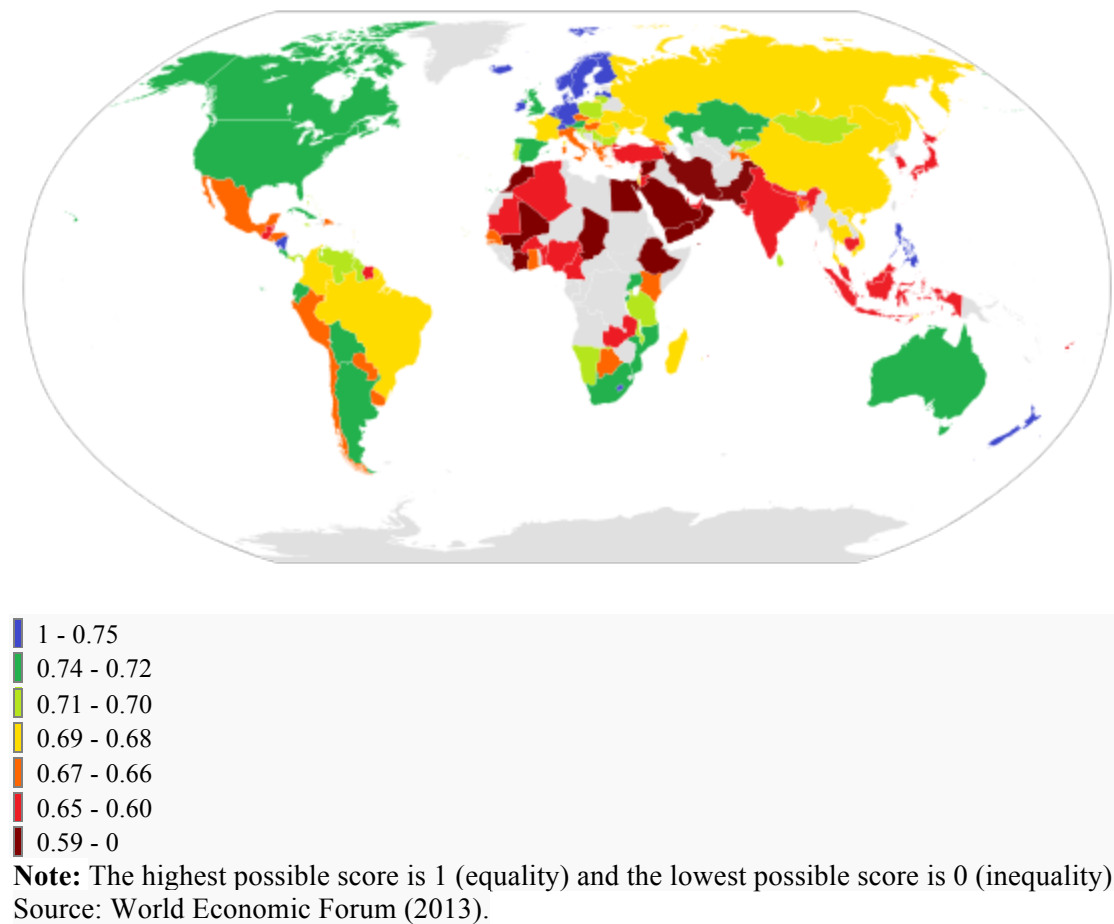 1 - 0.75
0.74 - 0.72
0.71 - 0.70
0.69 - 0.68
0.67 - 0.66
0.65 - 0.60
0.59 - 0
Note: The highest possible score is 1 (equality) and the lowest possible score is 0 (inequality)
Source: World Economic Forum (2013).